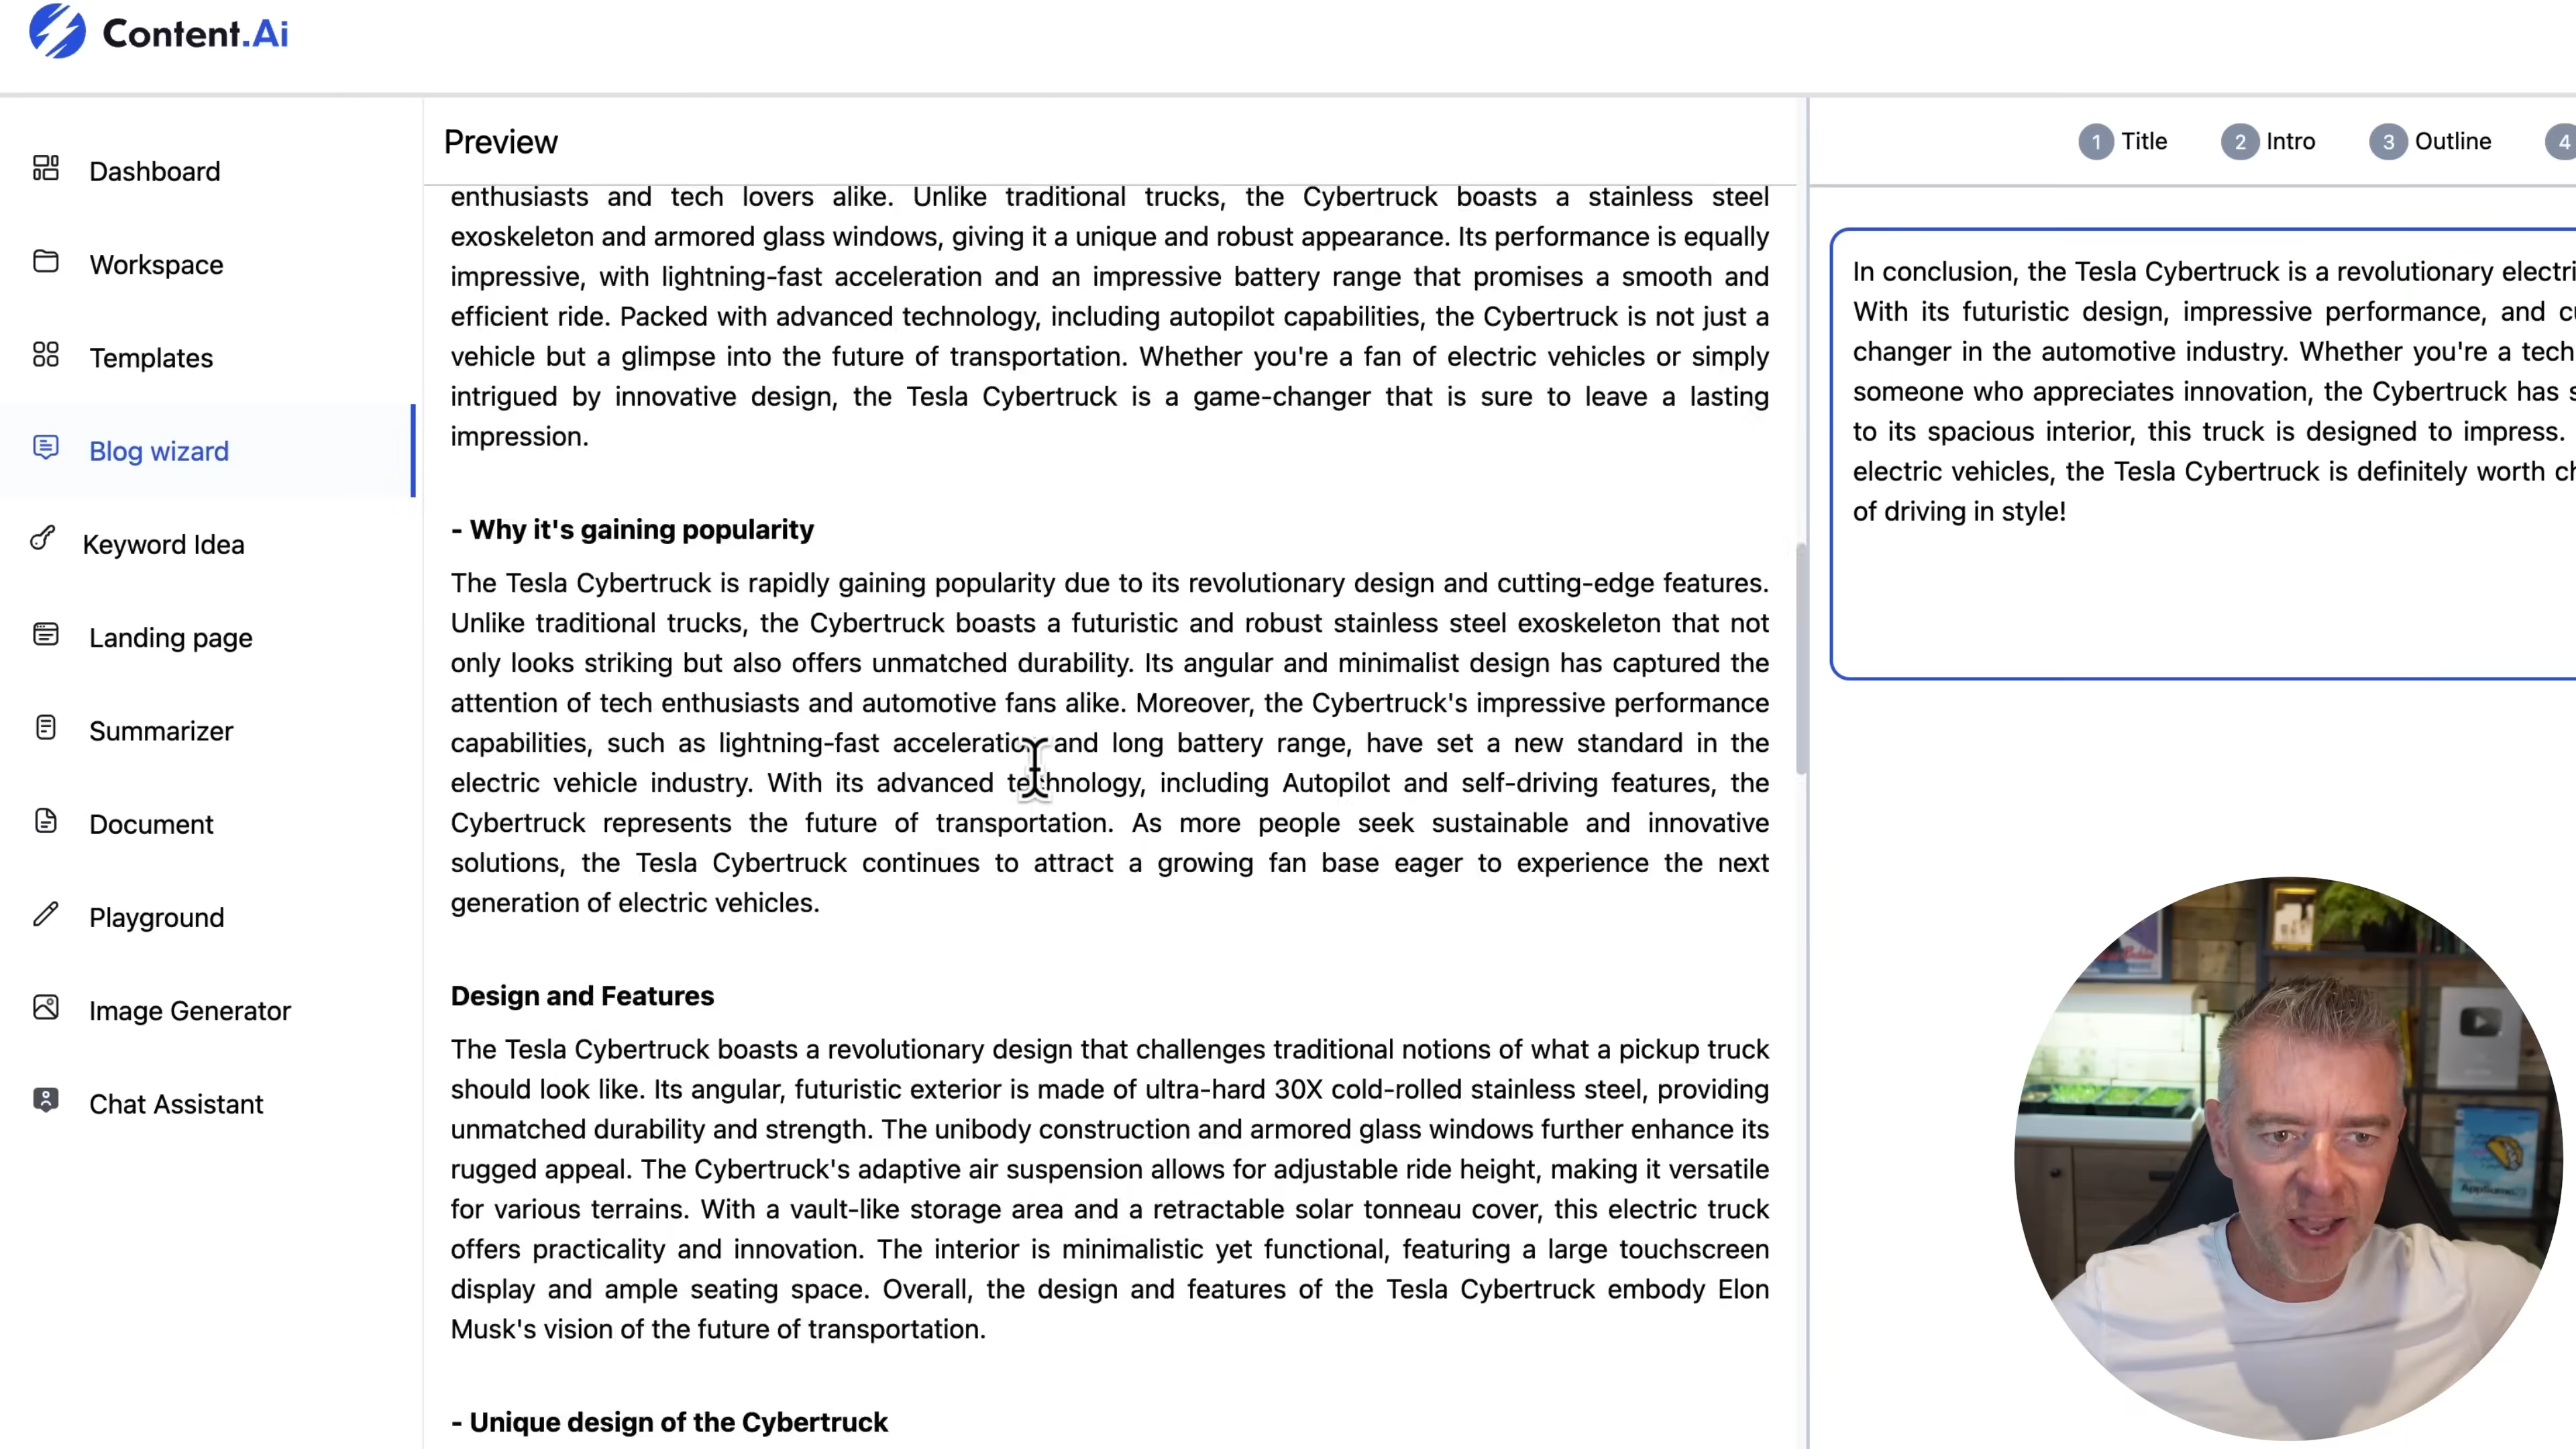 Content.Ai
Dashboard
Workspace
Templates
Blog wizard
Keyword Idea
Landing page
Summarizer
Document
Playground
Image Generator
Chat Assistant
Preview
enthusiasts and tech lovers alike. Unlike traditional trucks, the Cybertruck boasts a stainless steel
exoskeleton and armored glass windows, giving it a unique and robust appearance. Its performance is equally
impressive, with lightning-fast acceleration and an impressive battery range that promises a smooth and
efficient ride. Packed with advanced technology, including autopilot capabilities, the Cybertruck is not just a
vehicle but a glimpse into the future of transportation. Whether you're a fan of electric vehicles or simply
intrigued by innovative design, the Tesla Cybertruck is a game-changer that is sure to leave a lasting
impression.
- Why it's gaining popularity
The Tesla Cybertruck is rapidly gaining popularity due to its revolutionary design and cutting-edge features.
Unlike traditional trucks, the Cybertruck boasts a futuristic and robust stainless steel exoskeleton that not
only looks striking but also offers unmatched durability. Its angular and minimalist design has captured the
attention of tech enthusiasts and automotive fans alike. Moreover, the Cybertruck's impressive performance
capabilities, such as lightning-fast acceleration and long battery range, have set a new standard in the
electric vehicle industry. With its advanced technology, including Autopilot and self-driving features, the
Cybertruck represents the future of transportation. As more people seek sustainable and innovative
solutions, the Tesla Cybertruck continues to attract a growing fan base eager to experience the next
generation of electric vehicles.
Design and Features
The Tesla Cybertruck boasts a revolutionary design that challenges traditional notions of what a pickup truck
should look like. Its angular, futuristic exterior is made of ultra-hard 30X cold-rolled stainless steel, providing
unmatched durability and strength. The unibody construction and armored glass windows further enhance its
rugged appeal. The Cybertruck's adaptive air suspension allows for adjustable ride height, making it versatile
for various terrains. With a vault-like storage area and a retractable solar tonneau cover, this electric truck
offers practicality and innovation. The interior is minimalistic yet functional, featuring a large touchscreen
display and ample seating space. Overall, the design and features of the Tesla Cybertruck embody Elon
Musk's vision of the future of transportation.
- Unique design of the Cybertruck
1 Title 2 Intro 3 Outline 4
In conclusion, the Tesla Cybertruck is a revolutionary electri
With its futuristic design, impressive performance, and cu
changer in the automotive industry. Whether you're a tech
someone who appreciates innovation, the Cybertruck has s
to its spacious interior, this truck is designed to impress.
electric vehicles, the Tesla Cybertruck is definitely worth ch
of driving in style!
AppSumo